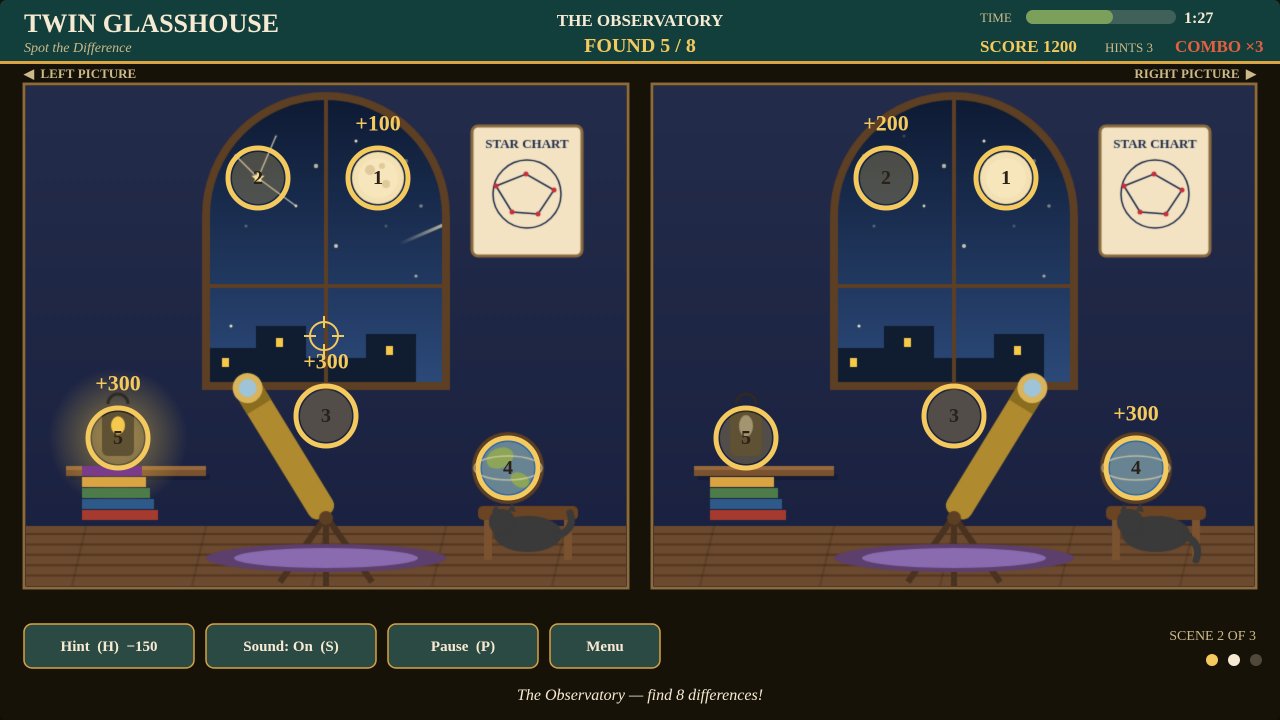 TWIN GLASSHOUSE
Spot the Difference
THE OBSERVATORY
FOUND 5 / 8
TIME 1:27
SCORE 1200 HINTS 3 COMBO ×3
◀ LEFT PICTURE
RIGHT PICTURE ▶
+100
2
1
STAR CHART
+300
3
+300
5
4
+200
2
1
STAR CHART
3
5
+300
4
Hint (H) −150
Sound: On (S)
Pause (P)
Menu
SCENE 2 OF 3
The Observatory — find 8 differences!